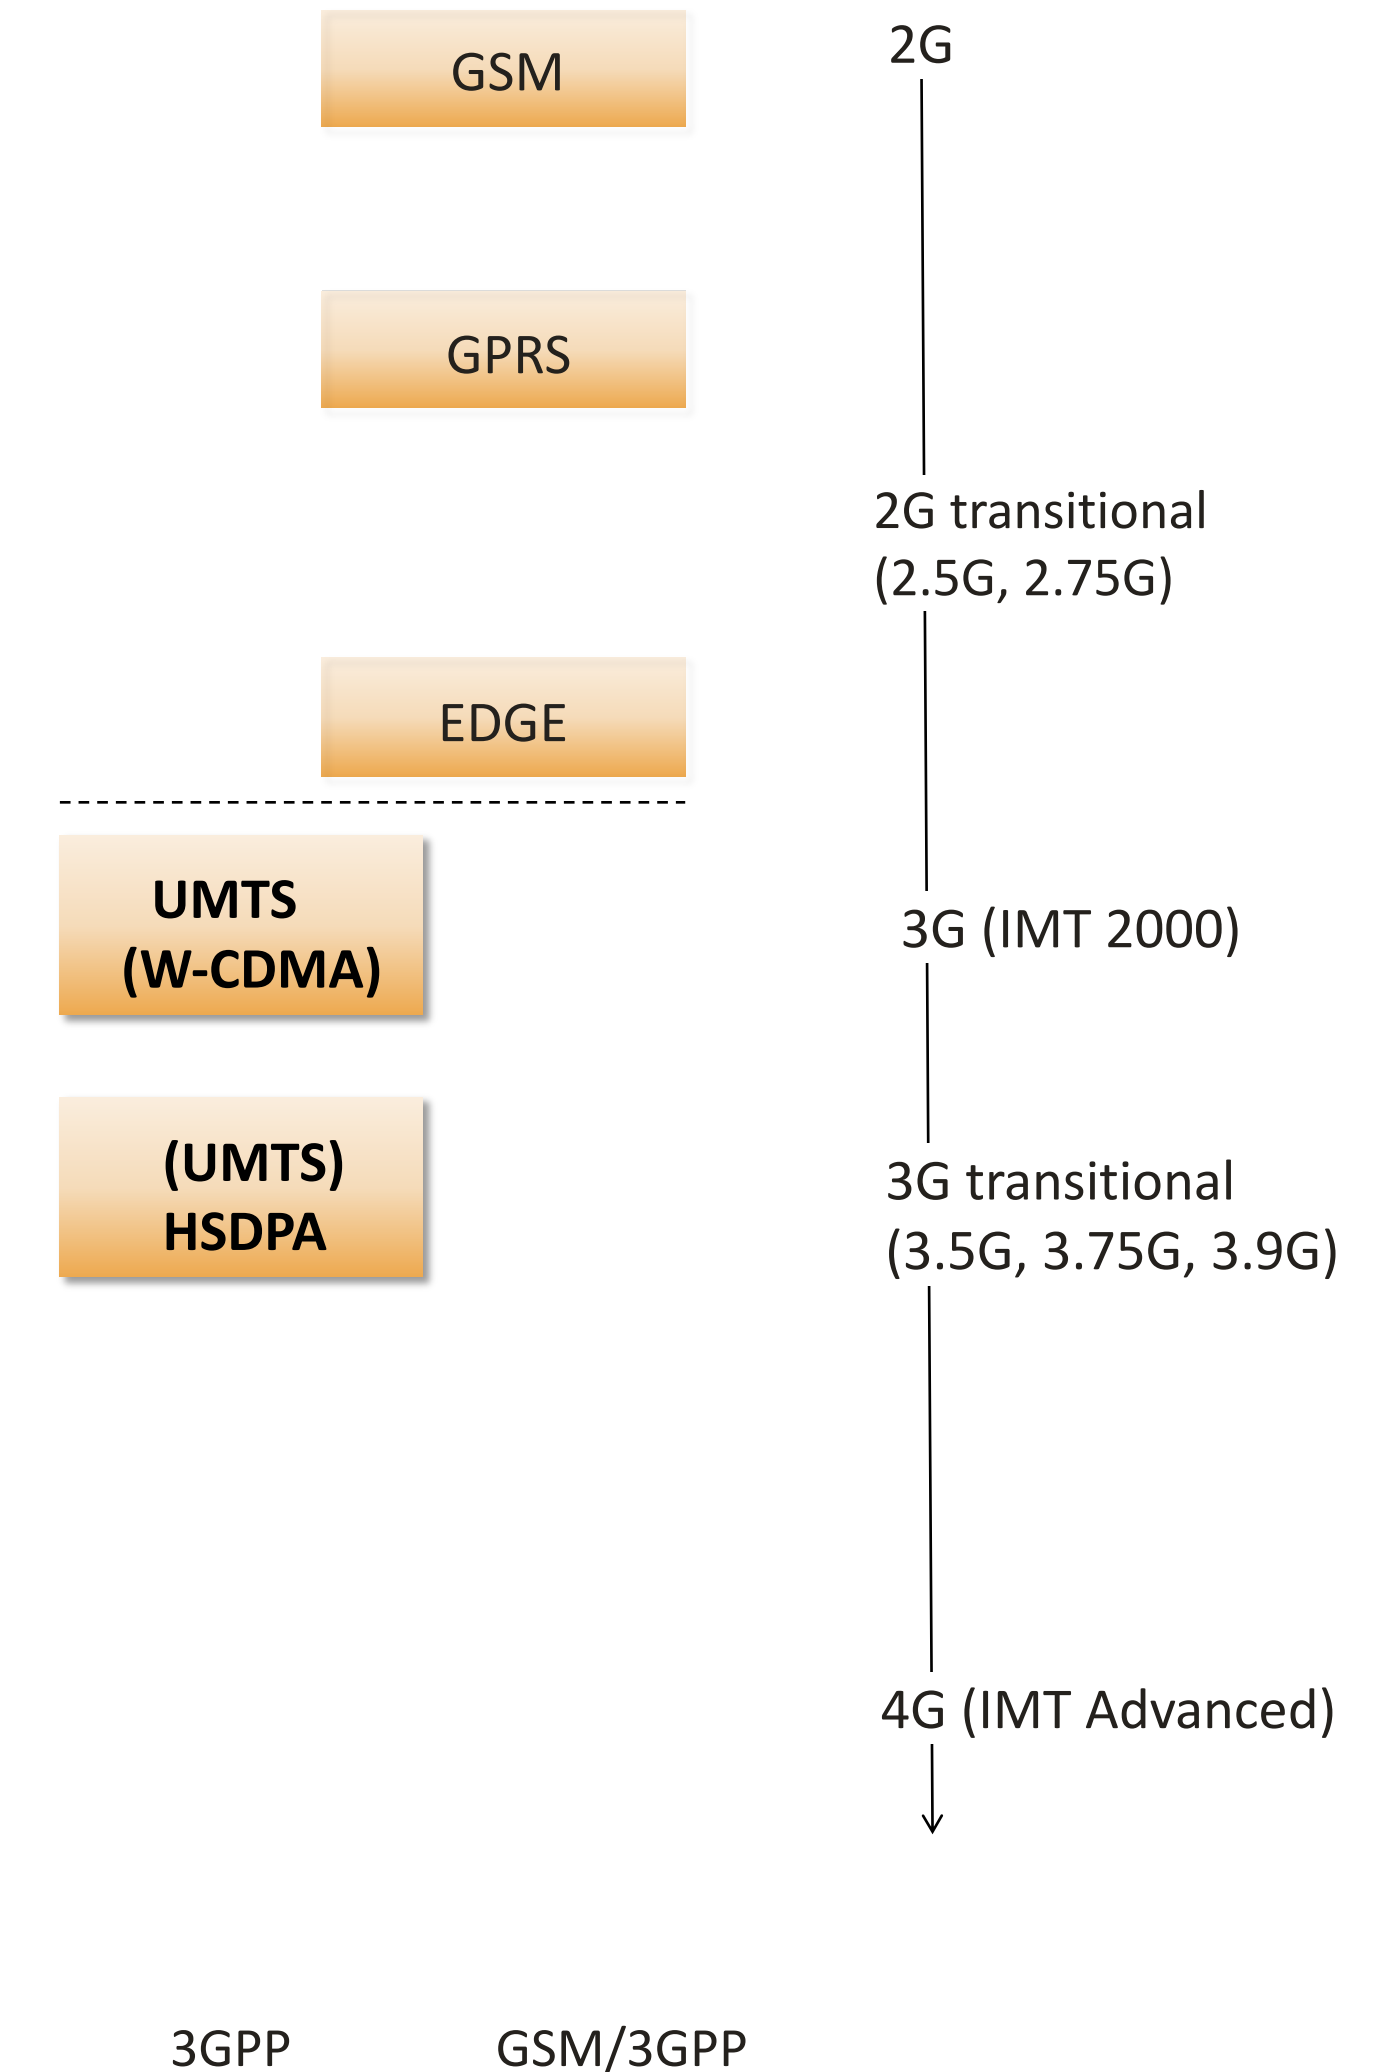 GSM
2G
GPRS
2G transitional
(2.5G, 2.75G)
EDGE
UMTS
(W-CDMA)
3G (IMT 2000)
(UMTS)
HSDPA
3G transitional
(3.5G, 3.75G, 3.9G)
4G (IMT Advanced)
3GPP
GSM/3GPP